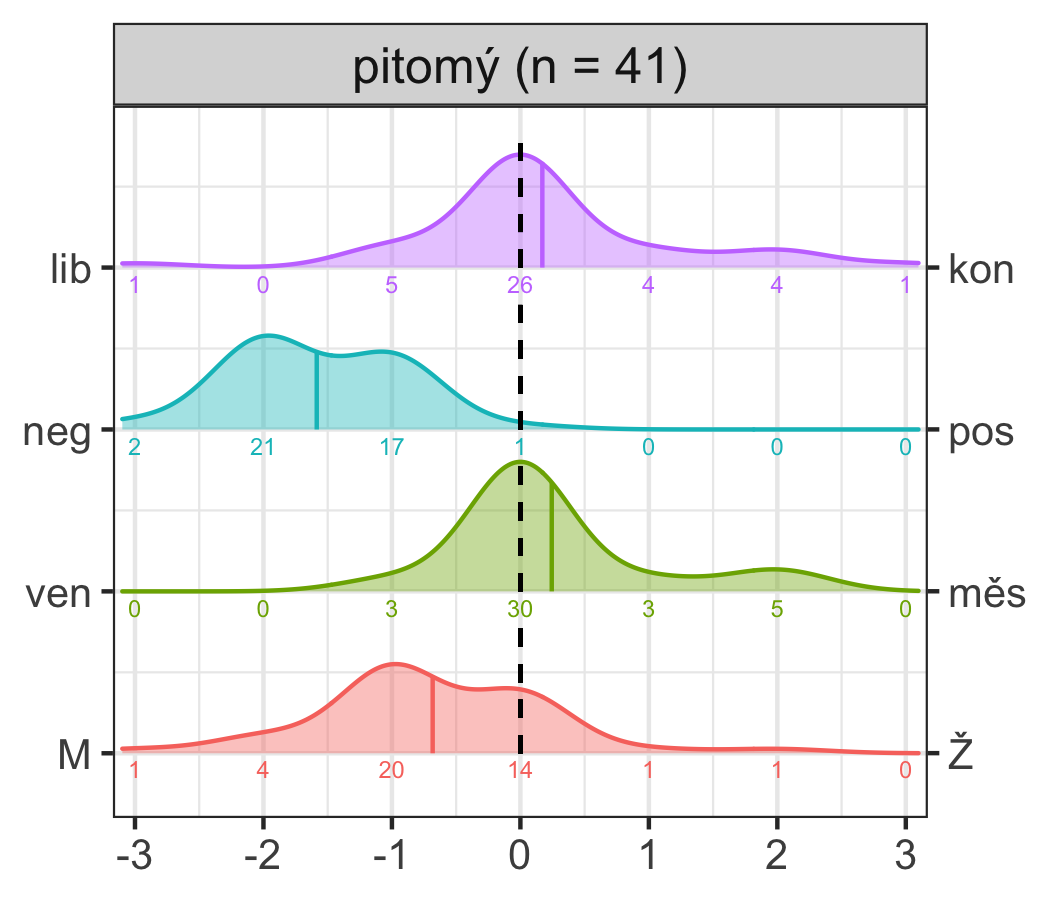 pitomý (n = 41)
lib kon
1 0 5 26 4 4 1
neg pos
2 21 17 1 0 0 0
ven měs
0 0 3 30 3 5 0
M Ž
1 4 20 14 1 1 0
-3 -2 -1 0 1 2 3